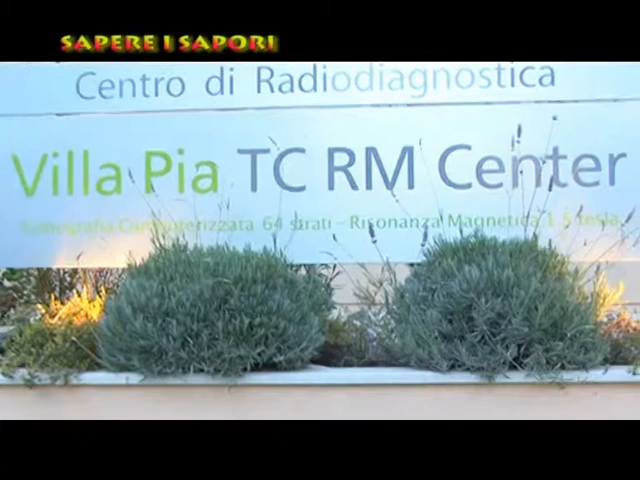 SAPERE I SAPORI
Centro di Radiodiagnostica
Villa Pia TC RM Center
Tomografia Computerizzata 64 strati - Risonanza Magnetica 1,5 tesla